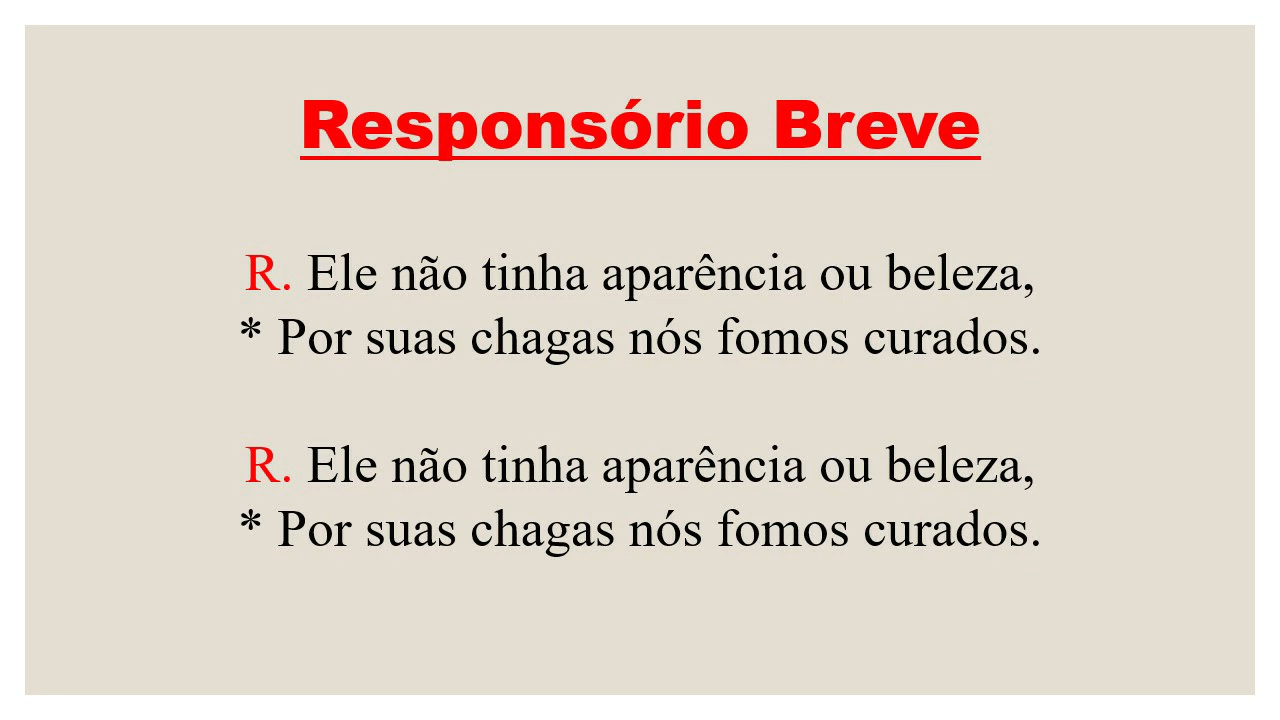 Responsório Breve
R. Ele não tinha aparência ou beleza,
* Por suas chagas nós fomos curados.
R. Ele não tinha aparência ou beleza,
* Por suas chagas nós fomos curados.